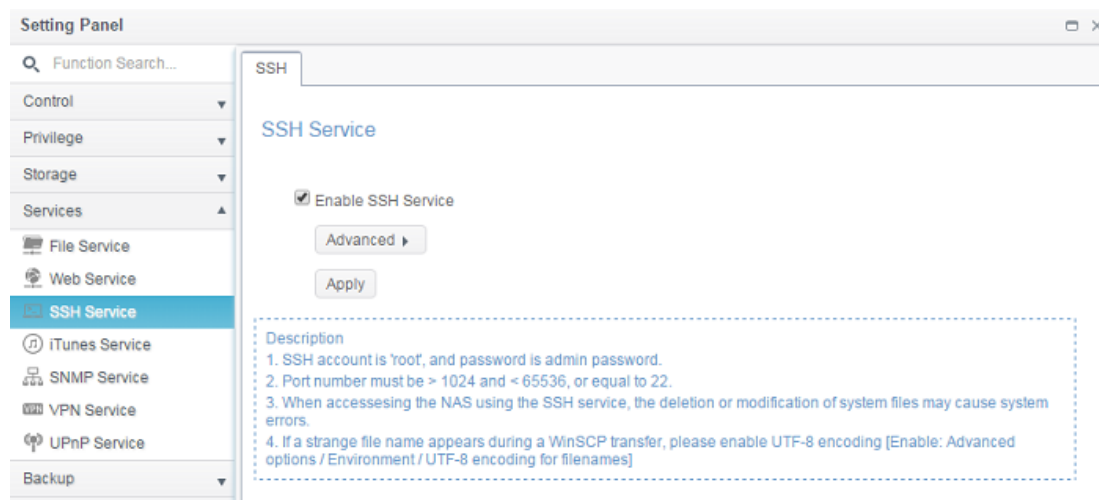 Setting Panel
Function Search...
Control
Privilege
Storage
Services
File Service
Web Service
SSH Service
iTunes Service
SNMP Service
VPN Service
UPnP Service
Backup
SSH
SSH Service
Enable SSH Service
Advanced
Apply
Description
1. SSH account is 'root', and password is admin password.
2. Port number must be > 1024 and < 65536, or equal to 22.
3. When accessesing the NAS using the SSH service, the deletion or modification of system files may cause system
errors.
4. If a strange file name appears during a WinSCP transfer, please enable UTF-8 encoding [Enable: Advanced
options / Environment / UTF-8 encoding for filenames]